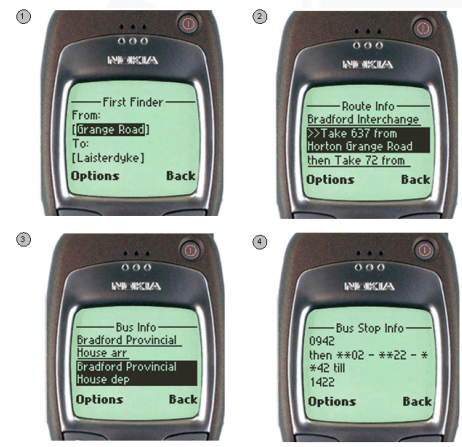 1
NOKIA
First Finder
From:
[Grange Road]
To:
[Laisterdyke]
Options Back
2
NOKIA
Route Info
Bradford Interchange
>>Take 637 from
Horton Grange Road
then Take 72 from
Options Back
3
NOKIA
Bus Info
Bradford Provincial
House arr
Bradford Provincial
House dep
Options Back
4
NOKIA
Bus Stop Info
0942
then **02 - **22 - *
*42 till
1422
Options Back